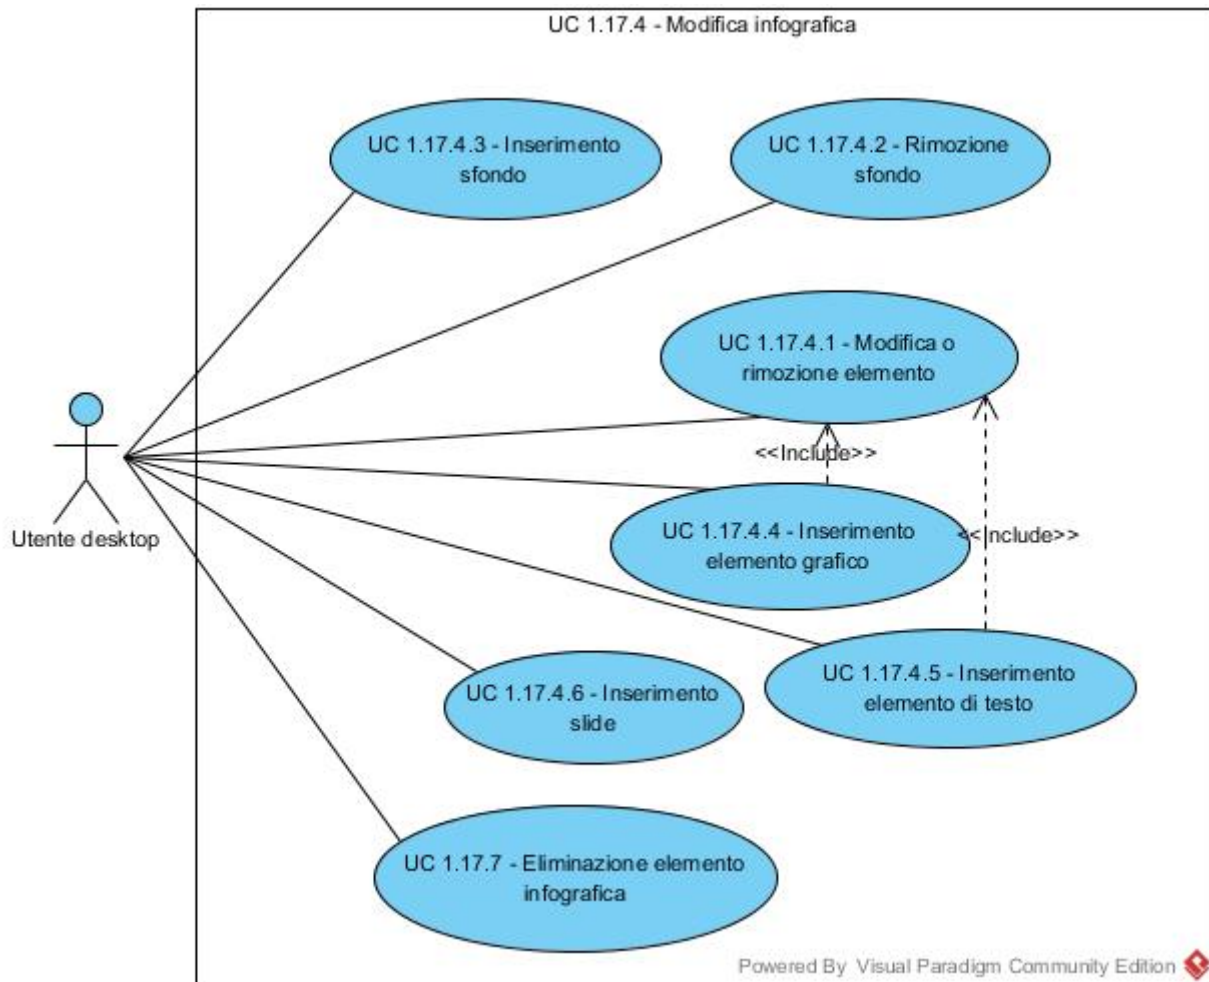 UC 1.17.4 - Modifica infografica
UC 1.17.4.3 - Inserimento
sfondo
UC 1.17.4.2 - Rimozione
sfondo
UC 1.17.4.1 - Modifica o
rimozione elemento
<<Include>>
Utente desktop
UC 1.17.4.4 - Inserimento
elemento grafico
<<Include>>
UC 1.17.4.5 - Inserimento
elemento di testo
UC 1.17.4.6 - Inserimento
slide
UC 1.17.7 - Eliminazione elemento
infografica
Powered By Visual Paradigm Community Edition